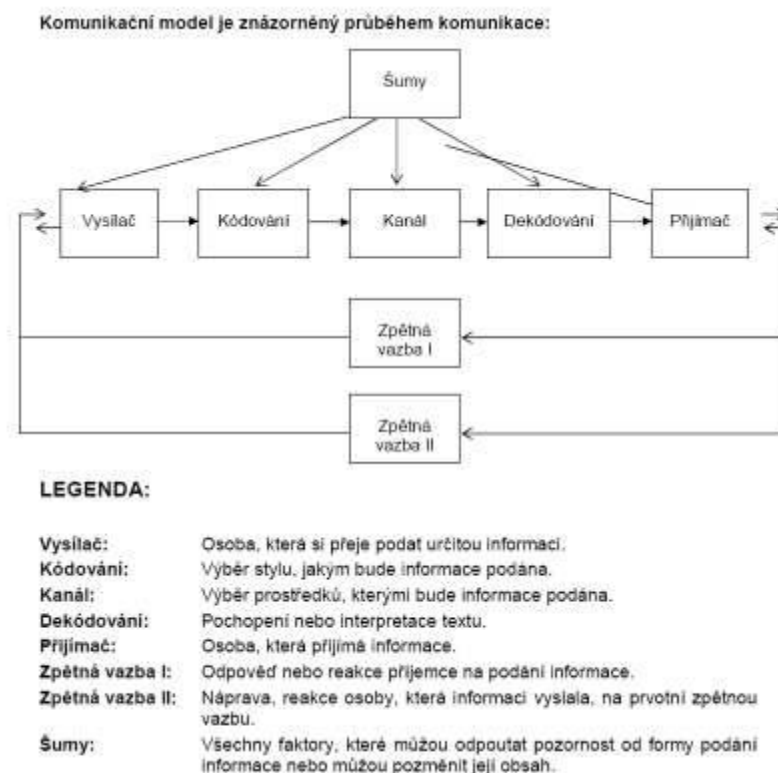 Komunikační model je znázorněný průběhem komunikace:
Šumy
Vysílač
Kódování
Kanál
Dekódování
Přijímač
Zpětná
vazba I
Zpětná
vazba II
LEGENDA:
Vysílač: Osoba, která si přeje podat určitou informaci.
Kódování: Výběr stylu, jakým bude informace podána.
Kanál: Výběr prostředků, kterými bude informace podána.
Dekódování: Pochopení nebo interpretace textu.
Přijímač: Osoba, která přijímá informace.
Zpětná vazba I: Odpověď nebo reakce příjemce na podání informace.
Zpětná vazba II: Náprava, reakce osoby, která informaci vyslala, na prvotní zpětnou
vazbu.
Šumy: Všechny faktory, které můžou odpoutat pozornost od formy podání
informace nebo můžou pozměnit její obsah.